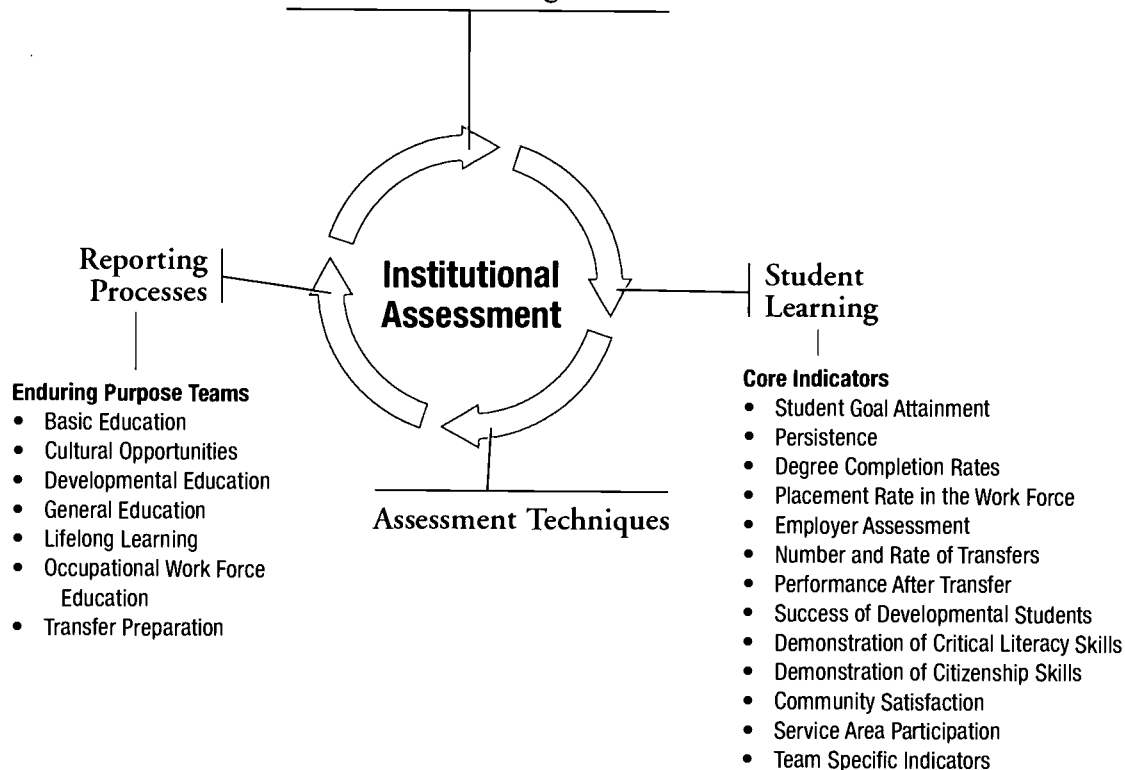 Reporting
Processes
Institutional
Assessment
Student
Learning
Enduring Purpose Teams
• Basic Education
• Cultural Opportunities
• Developmental Education
• General Education
• Lifelong Learning
• Occupational Work Force
Education
• Transfer Preparation
Assessment Techniques
Core Indicators
• Student Goal Attainment
• Persistence
• Degree Completion Rates
• Placement Rate in the Work Force
• Employer Assessment
• Number and Rate of Transfers
• Performance After Transfer
• Success of Developmental Students
• Demonstration of Critical Literacy Skills
• Demonstration of Citizenship Skills
• Community Satisfaction
• Service Area Participation
• Team Specific Indicators